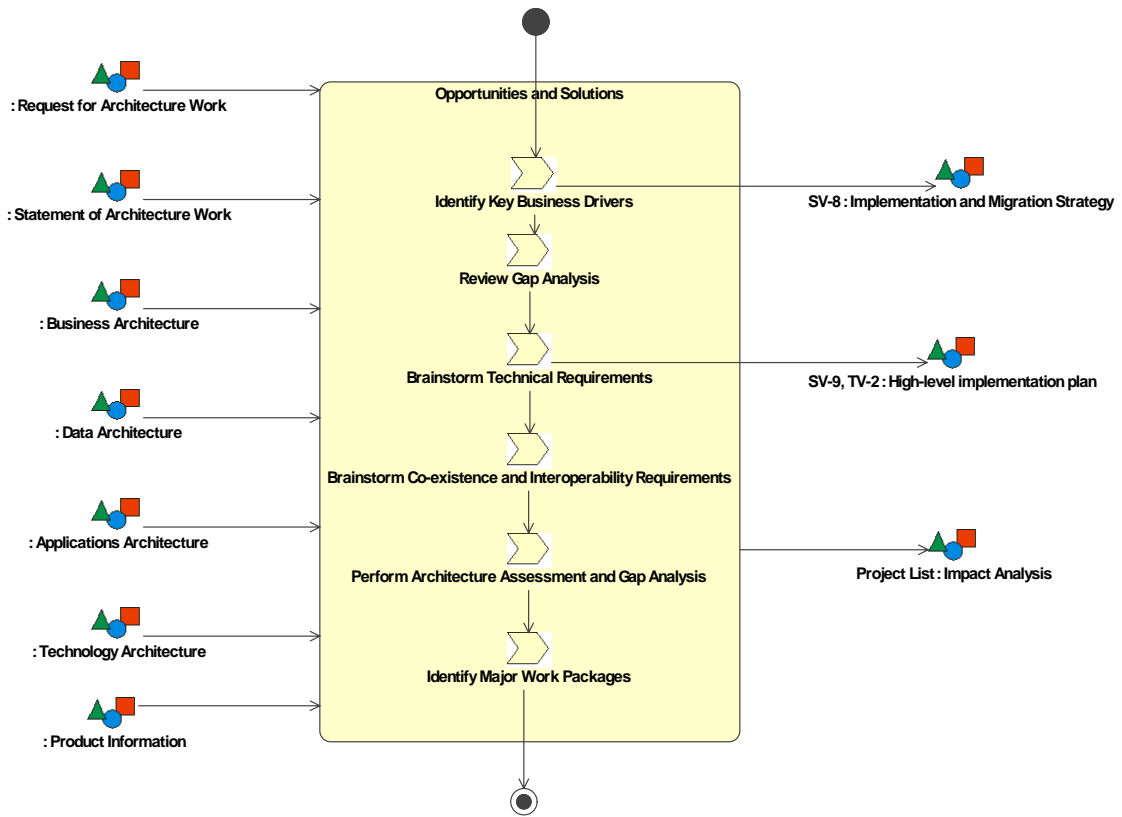 Opportunities and Solutions
: Request for Architecture Work
: Statement of Architecture Work
: Business Architecture
: Data Architecture
: Applications Architecture
: Technology Architecture
: Product Information
Identify Key Business Drivers
Review Gap Analysis
Brainstorm Technical Requirements
Brainstorm Co-existence and Interoperability Requirements
Perform Architecture Assessment and Gap Analysis
Identify Major Work Packages
SV-8 : Implementation and Migration Strategy
SV-9, TV-2 : High-level implementation plan
Project List : Impact Analysis